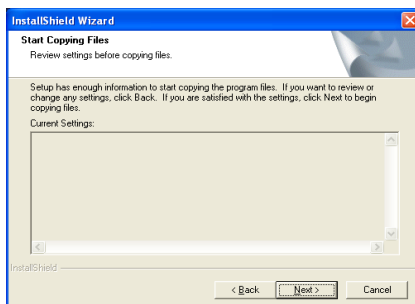 InstallShield Wizard
Start Copying Files
Review settings before copying files.
Setup has enough information to start copying the program files. If you want to review or
change any settings, click Back. If you are satisfied with the settings, click Next to begin
copying files.
Current Settings:
InstallShield
< Back
Next >
Cancel